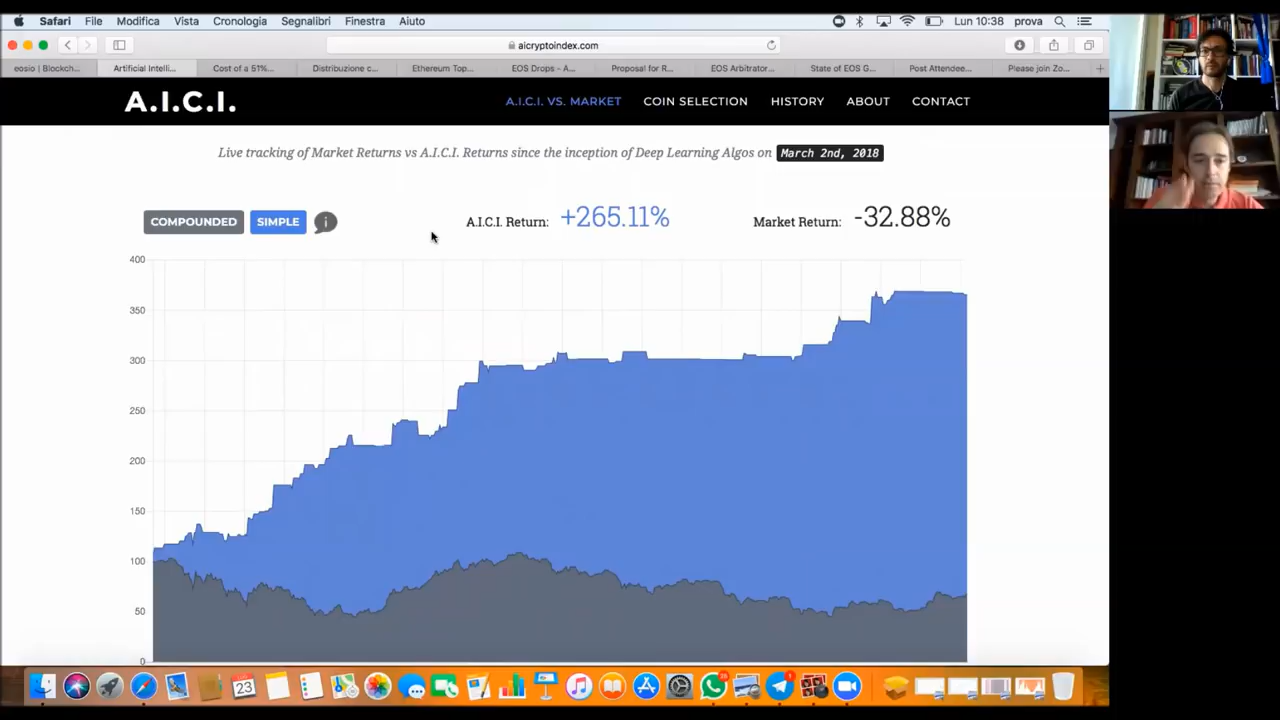 Safari File Modifica Vista Cronologia Segnalibri Finestra Aiuto Lun 10:38 prova
aicryptoindex.com
eosio | Blockch... Artificial Intelli... Cost of a 51%... Distribuzione c... Ethereum Top... EOS Drops - A... Proposal for R... EOS Arbitrator... State of EOS G... Post Attendee... Please join Zo...
A.I.C.I. A.I.C.I. VS. MARKET COIN SELECTION HISTORY ABOUT CONTACT
Live tracking of Market Returns vs A.I.C.I. Returns since the inception of Deep Learning Algos on March 2nd, 2018
COMPOUNDED SIMPLE i A.I.C.I. Return: +265.11% Market Return: -32.88%
400
350
300
250
200
150
100
50
0
23